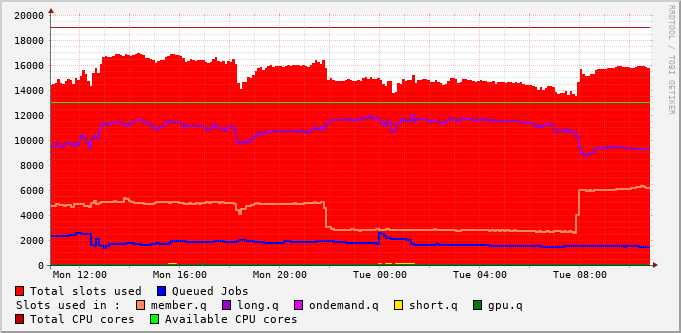 20000
18000
16000
14000
12000
10000
8000
6000
4000
2000
0
Mon 12:00 Mon 16:00 Mon 20:00 Tue 00:00 Tue 04:00 Tue 08:00
RRDTOOL / TOBI OETIKER
Total slots used Queued Jobs
Slots used in : member.q long.q ondemand.q short.q gpu.q
Total CPU cores Available CPU cores